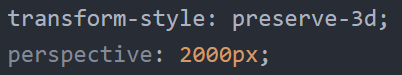 transform-style: preserve-3d;
perspective: 2000px;